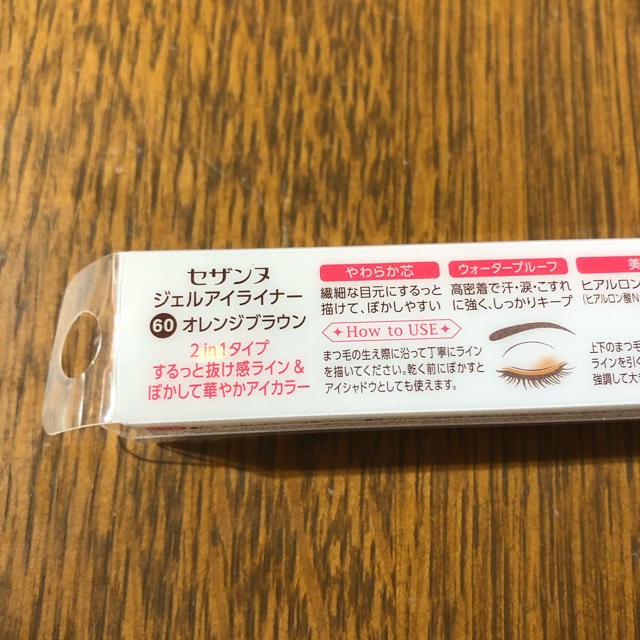 セザンヌ
ジェルアイライナー
60 オレンジブラウン
2 in 1タイプ
するっと抜け感ライン&
ぼかして華やかアイカラー
やわらか芯
繊細な目元にするっと
描けて、ぼかしやすい
ウォータープルーフ
高密着で汗・涙・こすれ
に強く、しっかりキープ
美
ヒアルロン
(ヒアルロン酸N
How to USE
まつ毛の生え際に沿って丁寧にライン
を描いてください。乾く前にぼかすと
アイシャドウとしても使えます。
上下のまつ毛
ラインを引く
強調して大